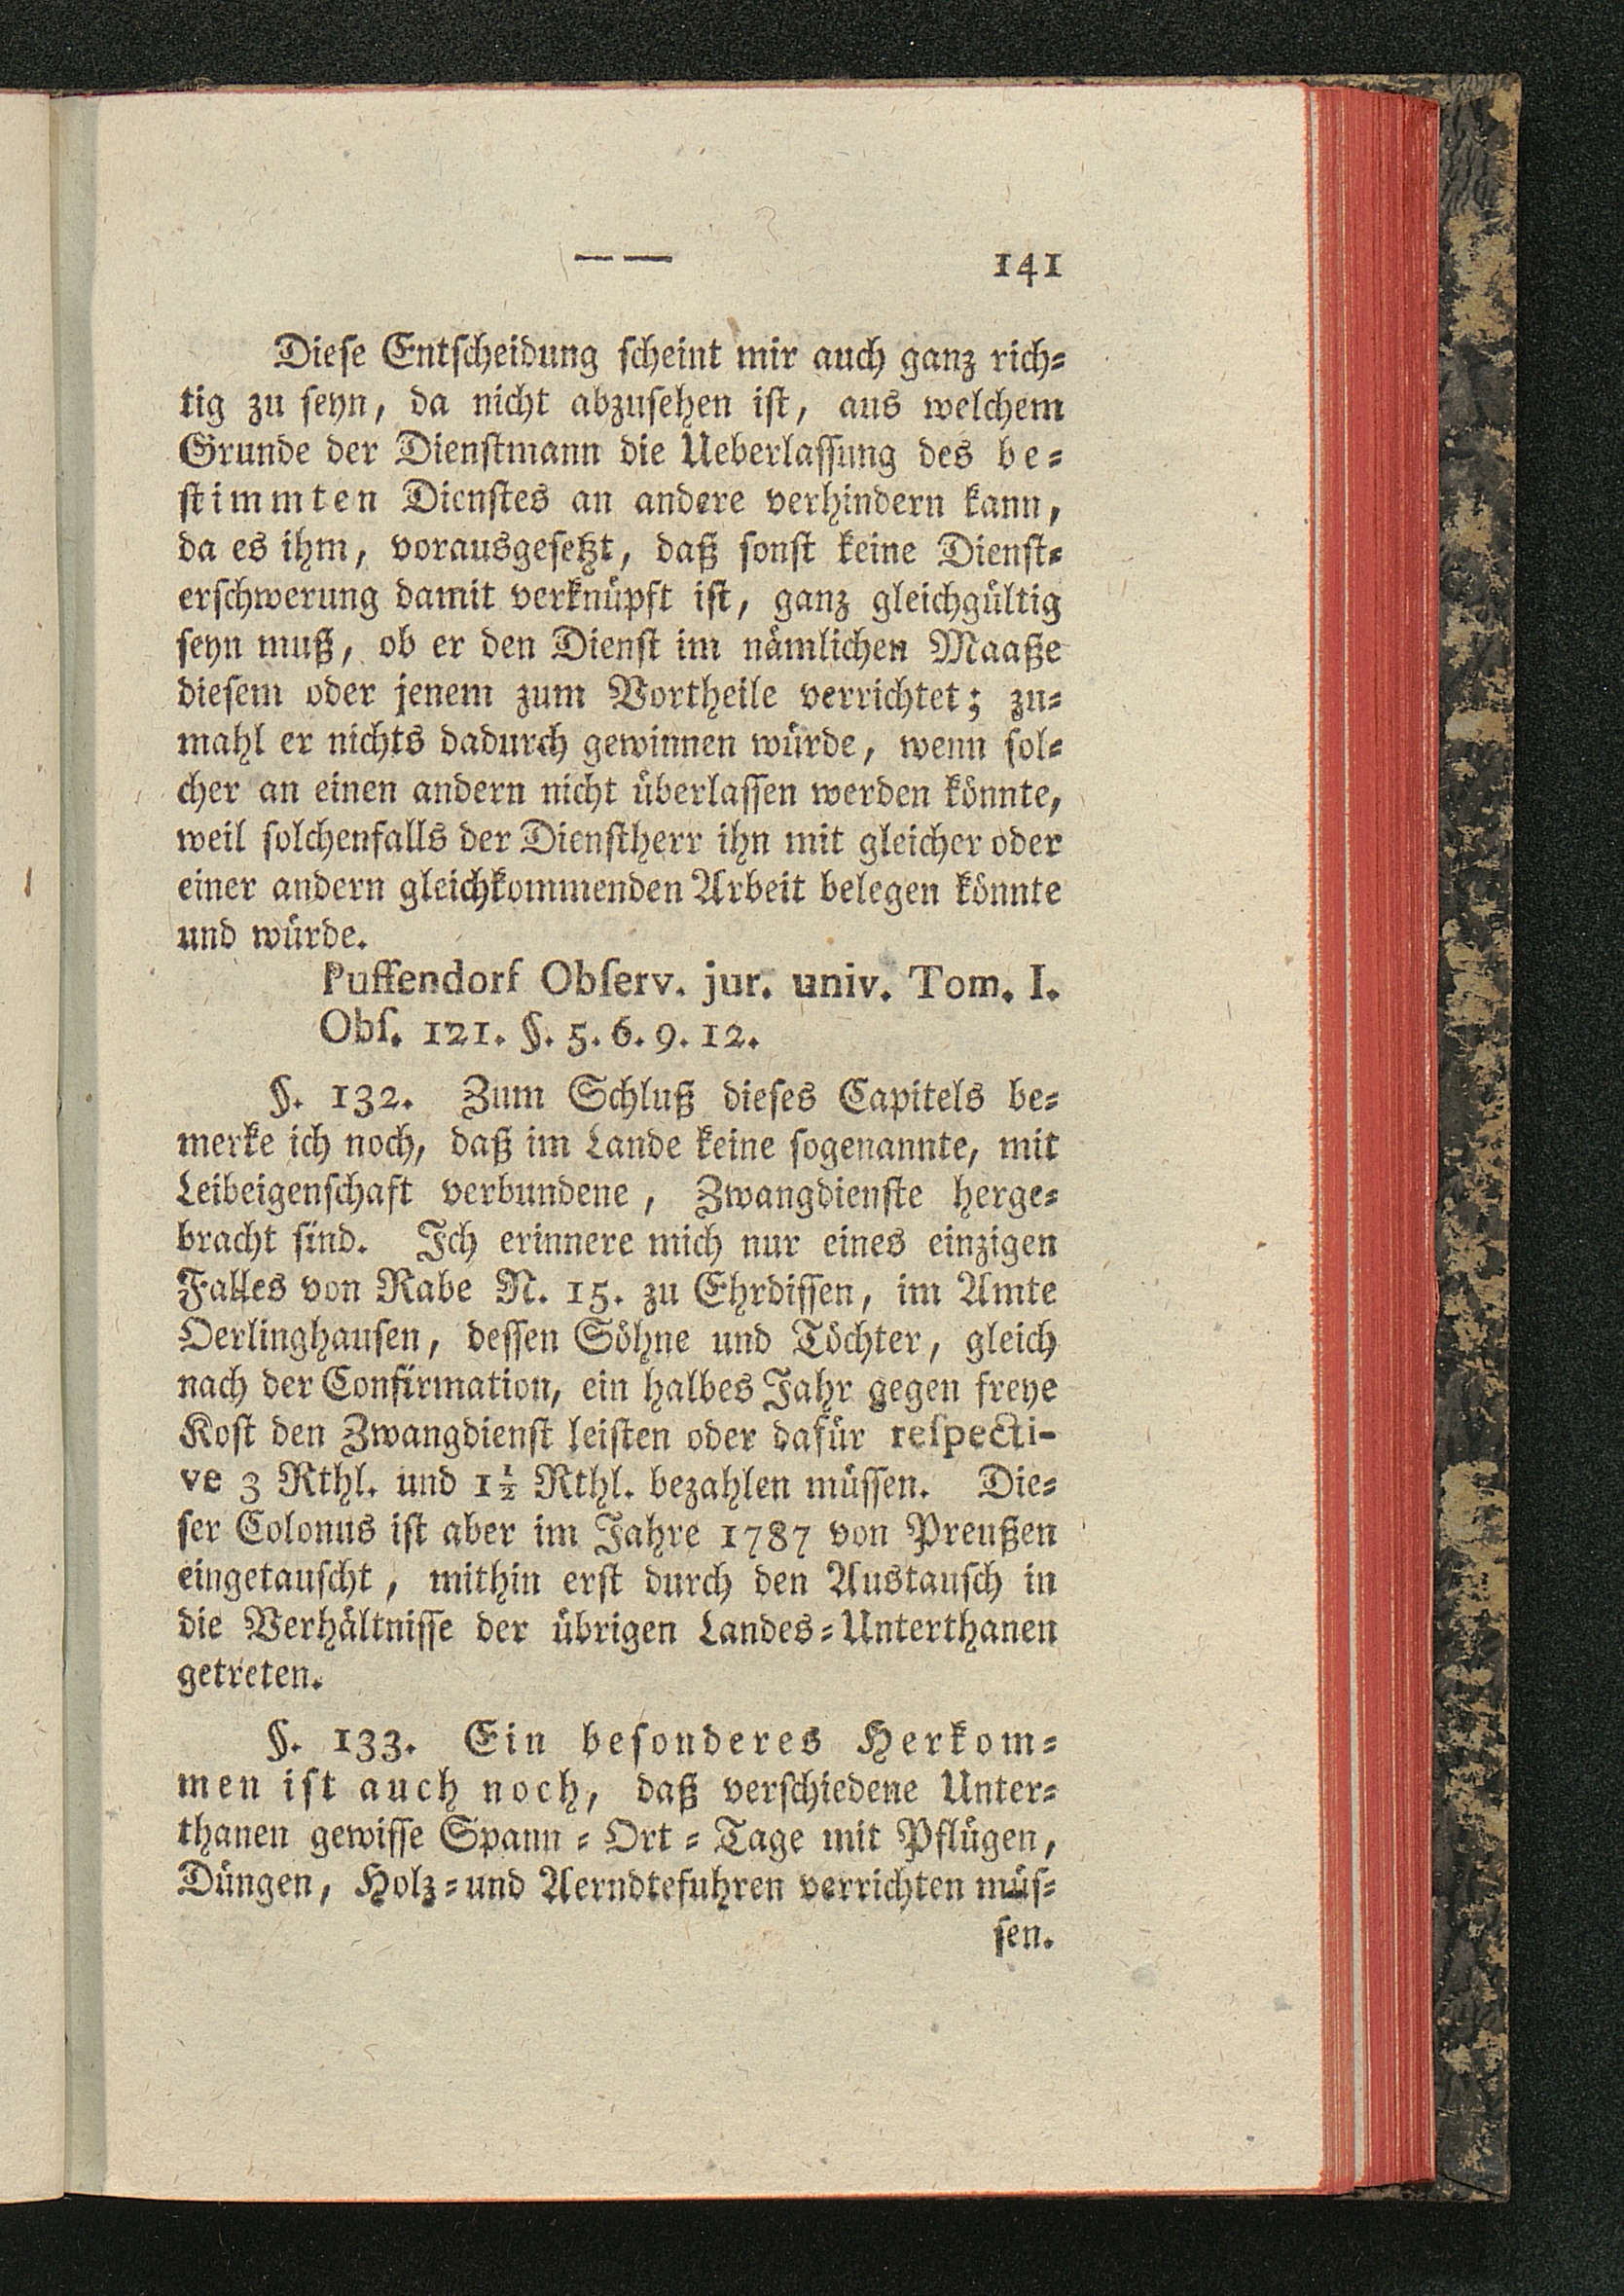 — — 141
Diese Entscheidung scheint mir auch ganz rich-
tig zu seyn, da nicht abzusehen ist, aus welchem
Grunde der Dienstmann die Ueberlassung des be-
stimmten Dienstes an andere verhindern kann,
da es ihm, vorausgesetzt, daß sonst keine Dienst-
erschwerung damit verknüpft ist, ganz gleichgültig
seyn muß, ob er den Dienst im nämlichen Maaße
diesem oder jenem zum Vortheile verrichtet; zu-
mahl er nichts dadurch gewinnen würde, wenn sol-
cher an einen andern nicht überlassen werden könnte,
weil solchenfalls der Dienstherr ihn mit gleicher oder
einer andern gleichkommenden Arbeit belegen könnte
und würde.
Puffendorf Observ. jur. univ. Tom. I.
Obs. 121. §. 5. 6. 9. 12.
§. 132. Zum Schluß dieses Capitels be-
merke ich noch, daß im Lande keine sogenannte, mit
Leibeigenschaft verbundene, Zwangdienste herge-
bracht sind. Ich erinnere mich nur eines einzigen
Falles von Rabe N. 15. zu Ehrdissen, im Amte
Oerlinghausen, dessen Söhne und Töchter, gleich
nach der Confirmation, ein halbes Jahr gegen freye
Kost den Zwangdienst leisten oder dafür respecti-
ve 3 Rthl. und 1½ Rthl. bezahlen müssen. Die-
ser Colonus ist aber im Jahre 1787 von Preußen
eingetauscht, mithin erst durch den Austausch in
die Verhältnisse der übrigen Landes-Unterthanen
getreten.
§. 133. Ein besonderes Herkom-
men ist auch noch, daß verschiedene Unter-
thanen gewisse Spann-Ort-Tage mit Pflügen,
Düngen, Holz-und Aerndtefuhren verrichten müs-
sen.